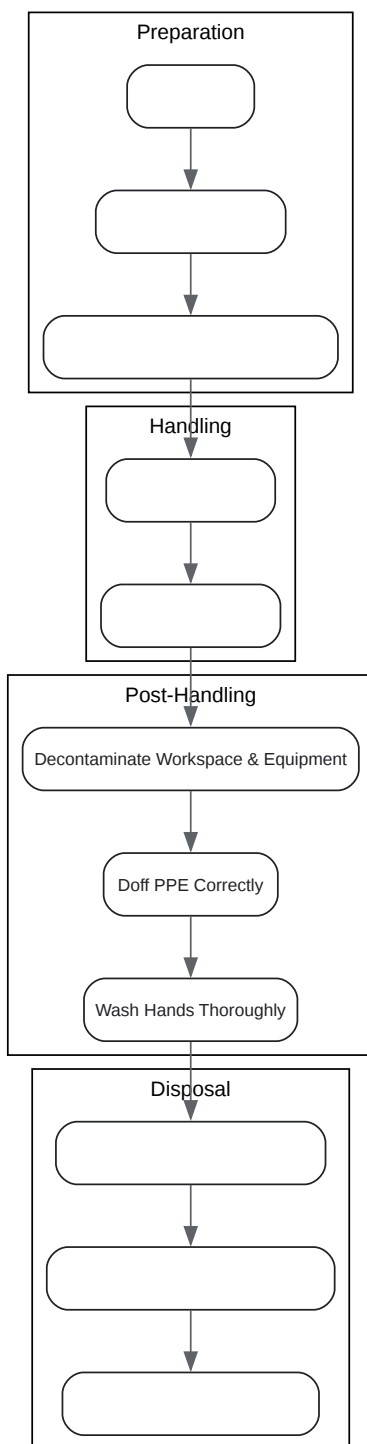 Preparation
Handling
Post-Handling
Decontaminate Workspace & Equipment
Doff PPE Correctly
Wash Hands Thoroughly
Disposal